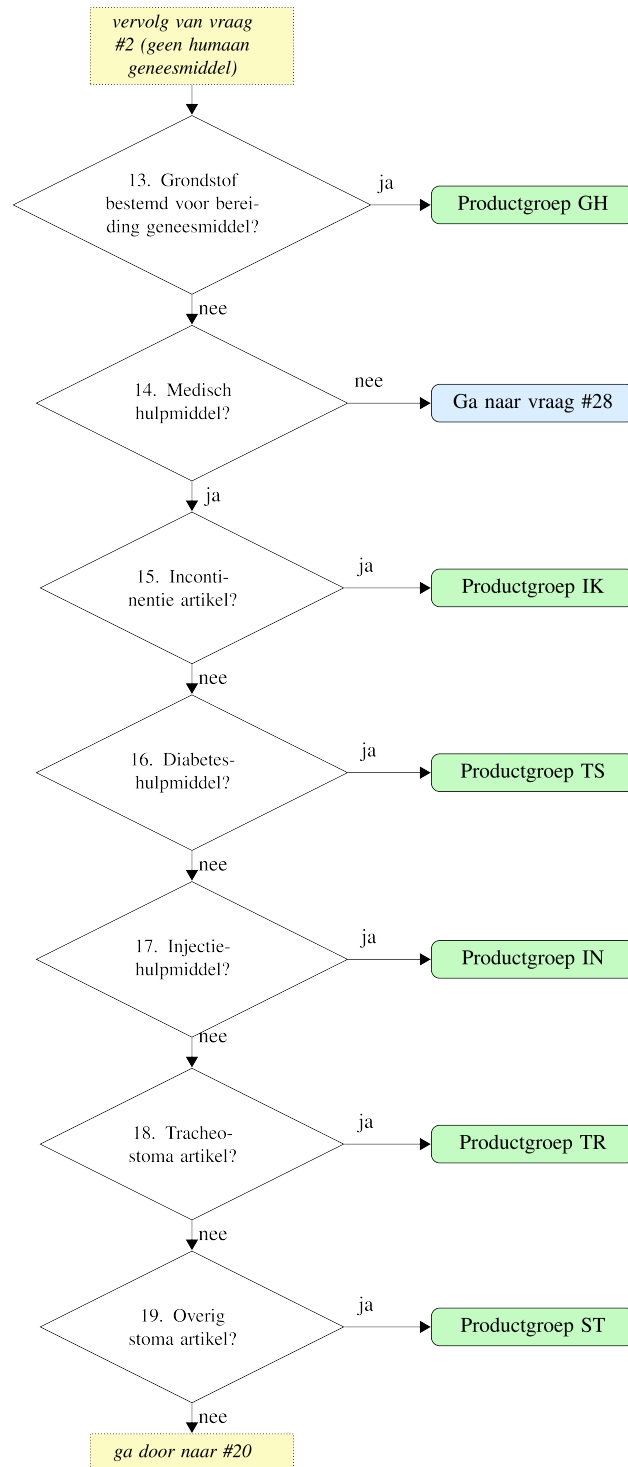 vervolg van vraag
#2 (geen humaan
geneesmiddel)
13. Grondstof
bestemd voor berei-
ding geneesmiddel?
ja
Productgroep GH
nee
14. Medisch
hulpmiddel?
nee
Ga naar vraag #28
ja
15. Inconti-
nentie artikel?
ja
Productgroep IK
nee
16. Diabetes-
hulpmiddel?
ja
Productgroep TS
nee
17. Injectie-
hulpmiddel?
ja
Productgroep IN
nee
18. Tracheo-
stoma artikel?
ja
Productgroep TR
nee
19. Overig
stoma artikel?
ja
Productgroep ST
nee
ga door naar #20